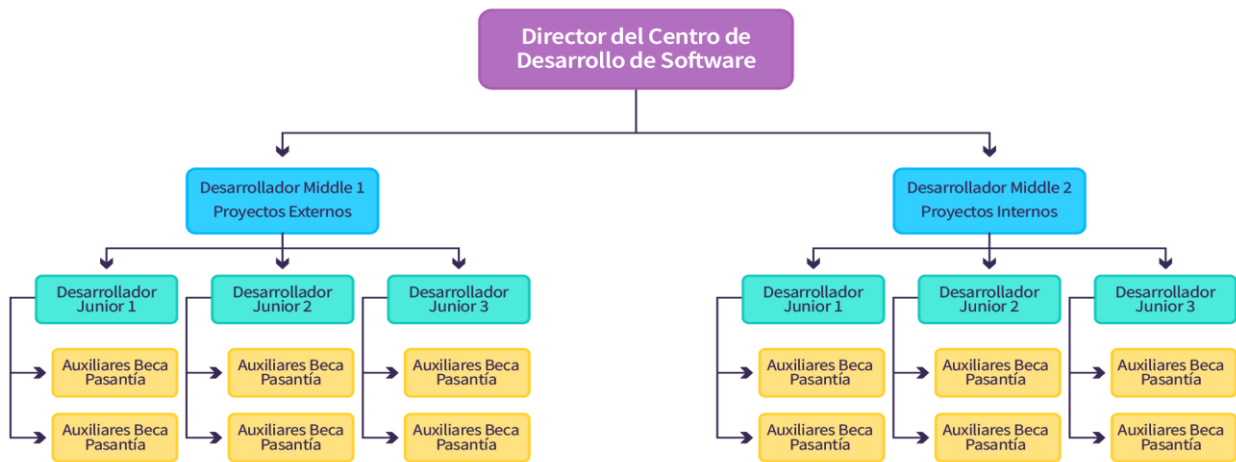 Director del Centro de
Desarrollo de Software
Desarrollador Middle 1
Proyectos Externos
Desarrollador Middle 2
Proyectos Internos
Desarrollador
Junior 1
Desarrollador
Junior 2
Desarrollador
Junior 3
Desarrollador
Junior 1
Desarrollador
Junior 2
Desarrollador
Junior 3
Auxiliares Beca
Pasantía
Auxiliares Beca
Pasantía
Auxiliares Beca
Pasantía
Auxiliares Beca
Pasantía
Auxiliares Beca
Pasantía
Auxiliares Beca
Pasantía
Auxiliares Beca
Pasantía
Auxiliares Beca
Pasantía
Auxiliares Beca
Pasantía
Auxiliares Beca
Pasantía
Auxiliares Beca
Pasantía
Auxiliares Beca
Pasantía